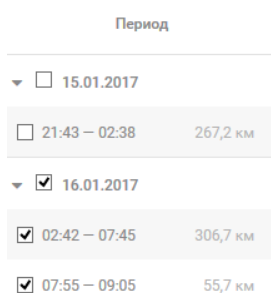 Период
15.01.2017
21:43 — 02:38 267,2 км
16.01.2017
02:42 — 07:45 306,7 км
07:55 — 09:05 55,7 км